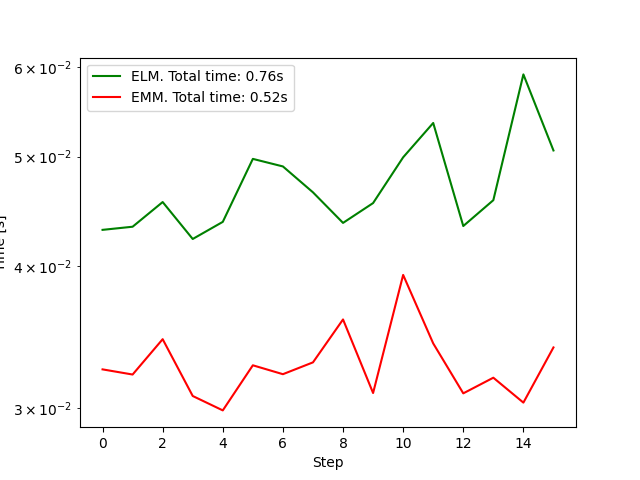 ELM. Total time: 0.76s
EMM. Total time: 0.52s
6 × 10⁻²
5 × 10⁻²
4 × 10⁻²
3 × 10⁻²
0 2 4 6 8 10 12 14
Step